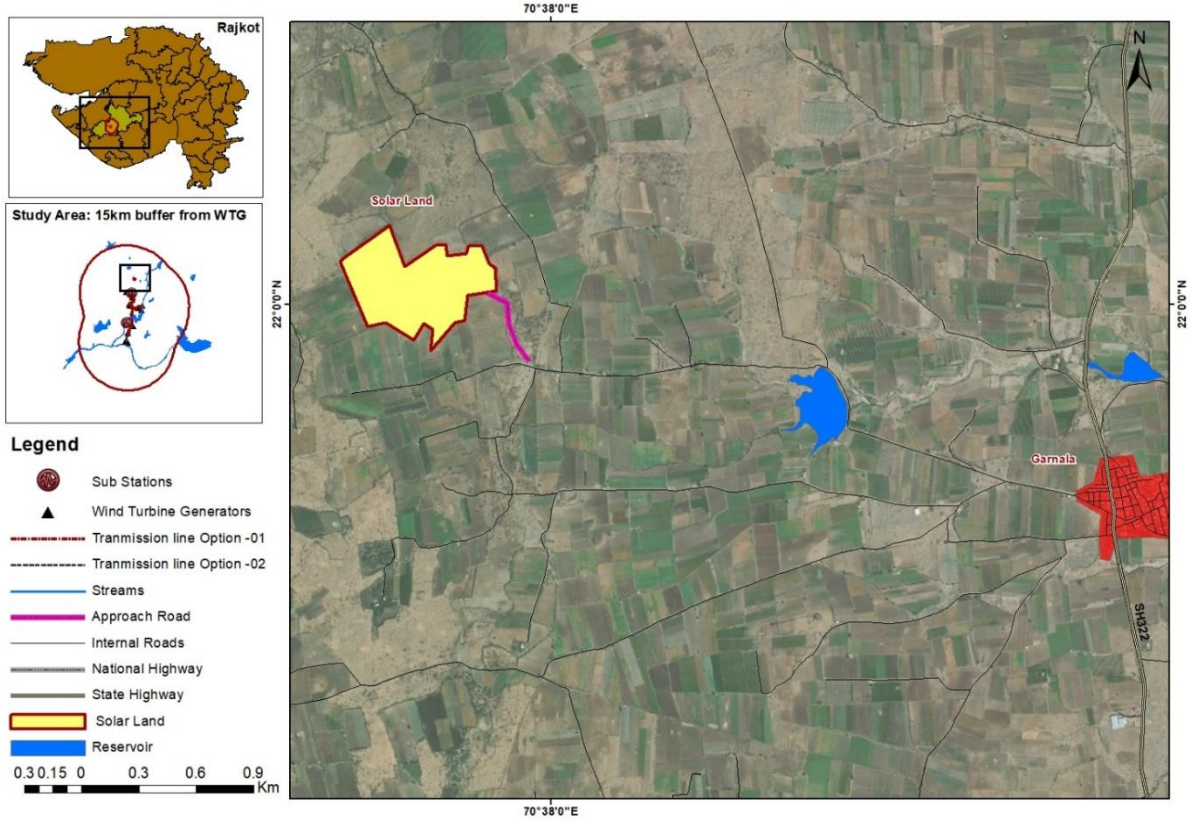 70°38'0"E
Rajkot
N
Solar Land
Study Area: 15km buffer from WTG
22°0'0"N
22°0'0"N
Garnala
SH322
Legend
Sub Stations
Wind Turbine Generators
Tranmission line Option -01
Tranmission line Option -02
Streams
Approach Road
Internal Roads
National Highway
State Highway
Solar Land
Reservoir
0.3 0.15 0 0.3 0.6 0.9
Km
70°38'0"E